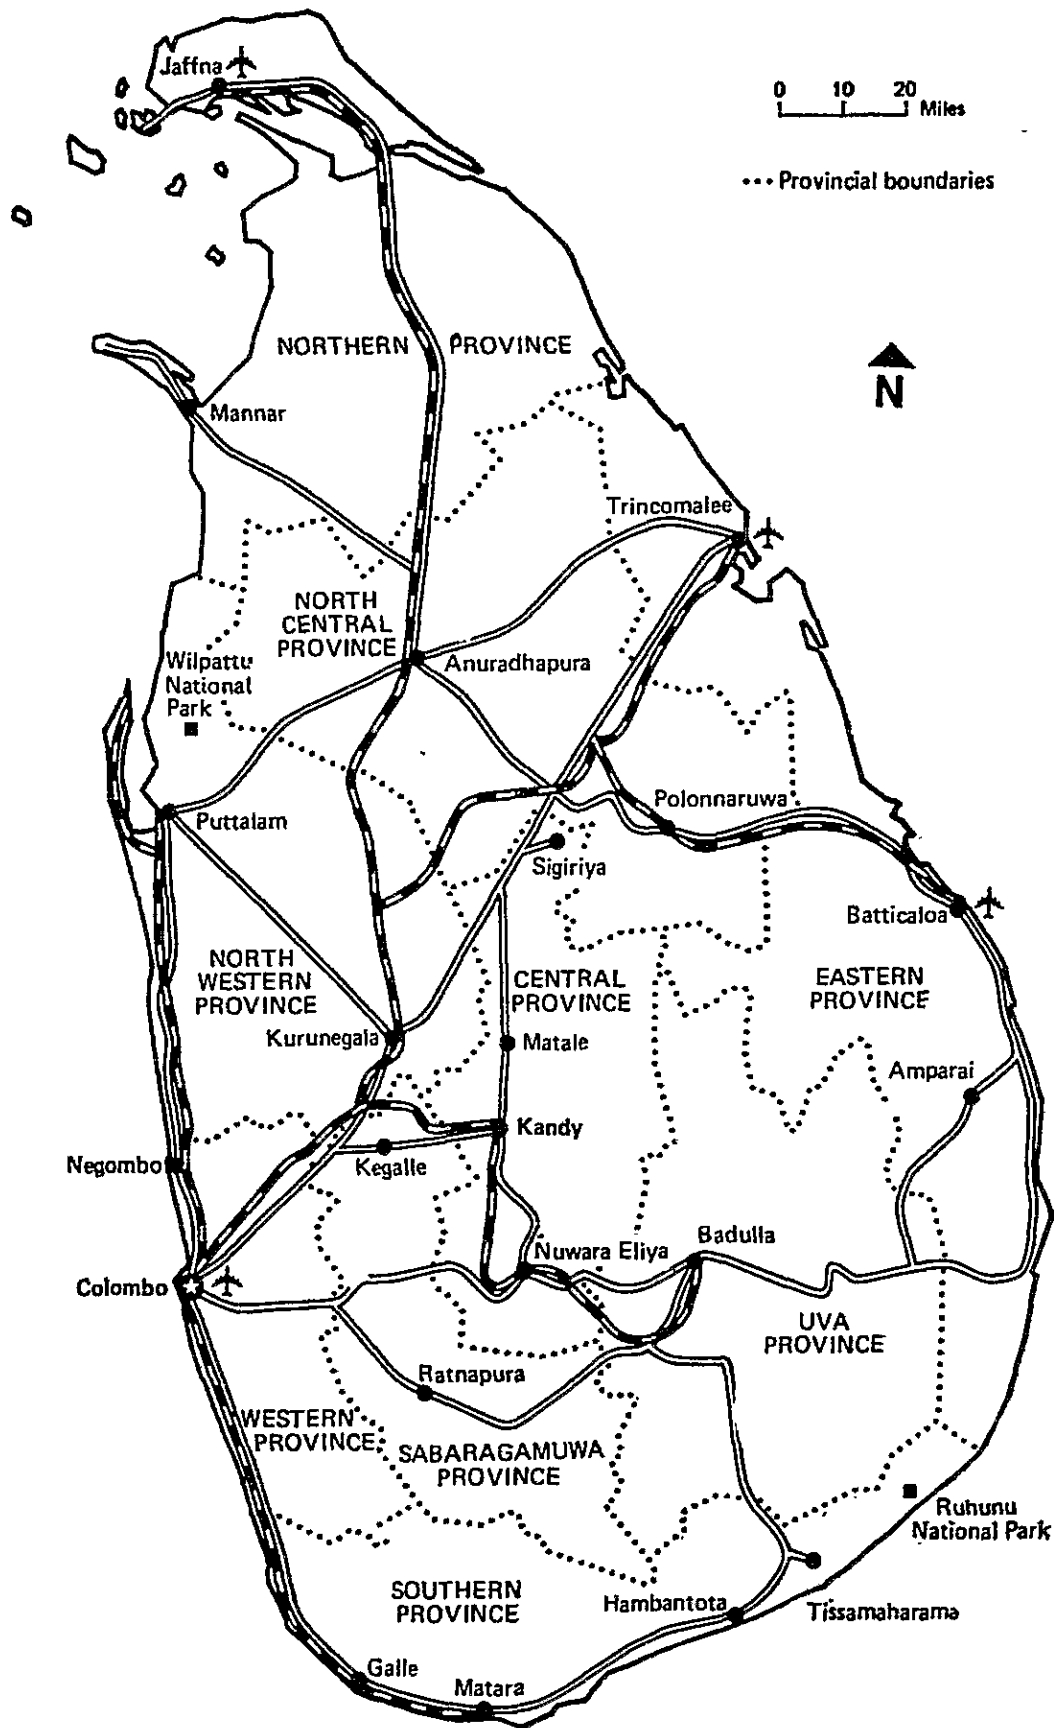 Jaffna
0 10 20
Miles
Provincial boundaries
NORTHERN PROVINCE
N
Mannar
Trincomalee
NORTH
CENTRAL
PROVINCE
Wilpattu
National
Park
Anuradhapura
Puttalam
Polonnaruwa
Sigiriya
Batticaloa
NORTH
WESTERN
PROVINCE
CENTRAL
PROVINCE
EASTERN
PROVINCE
Kurunegala
Matale
Amparai
Kandy
Negombo
Kegalle
Nuwara Eliya
Badulla
Colombo
UVA
PROVINCE
Ratnapura
WESTERN
PROVINCE
SABARAGAMUWA
PROVINCE
Ruhunu
National Park
SOUTHERN
PROVINCE
Hambantota
Tissamaharama
Galle
Matara